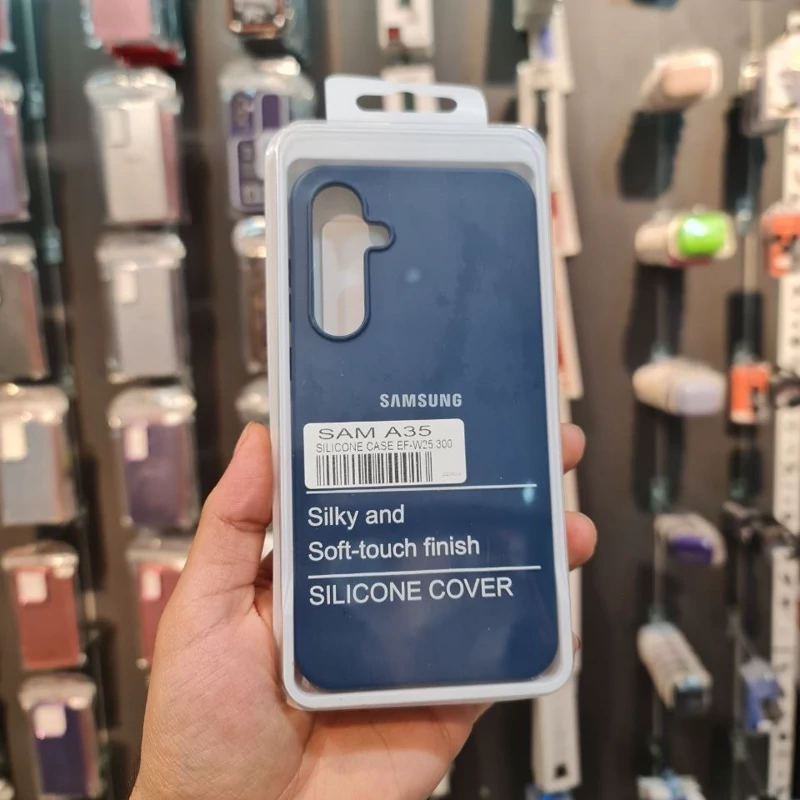 SAMSUNG
SAM A35
SILICONE CASE EF-W25.300
Silky and
Soft-touch finish
SILICONE COVER